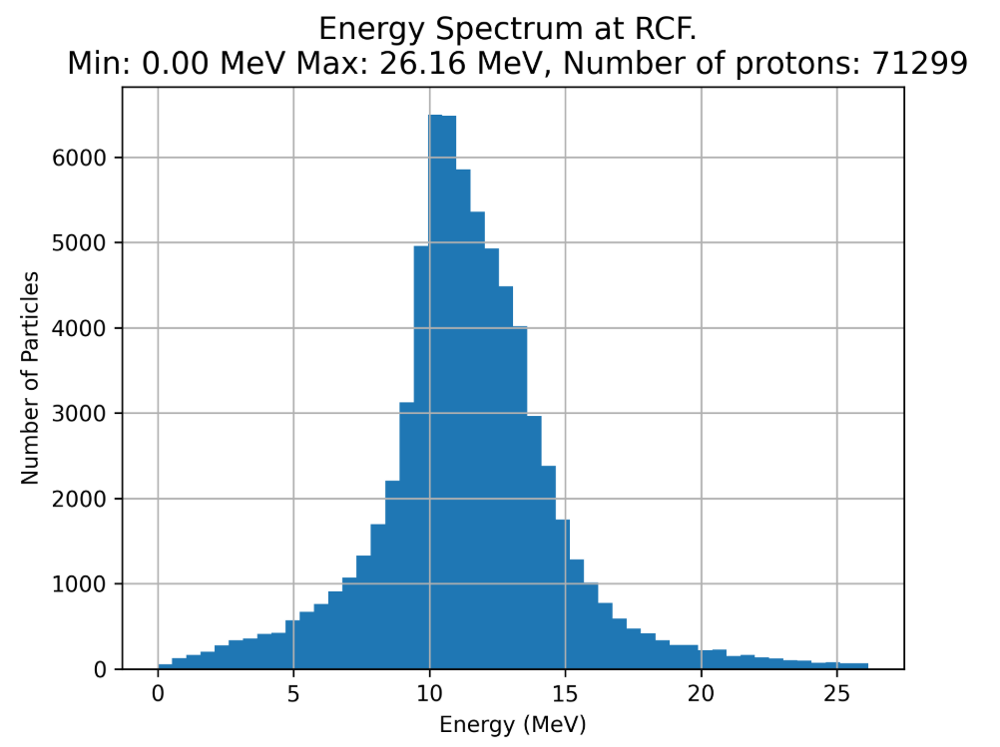 Energy Spectrum at RCF.
Min: 0.00 MeV Max: 26.16 MeV, Number of protons: 71299
Number of Particles
6000
5000
4000
3000
2000
1000
0
0 5 10 15 20 25
Energy (MeV)